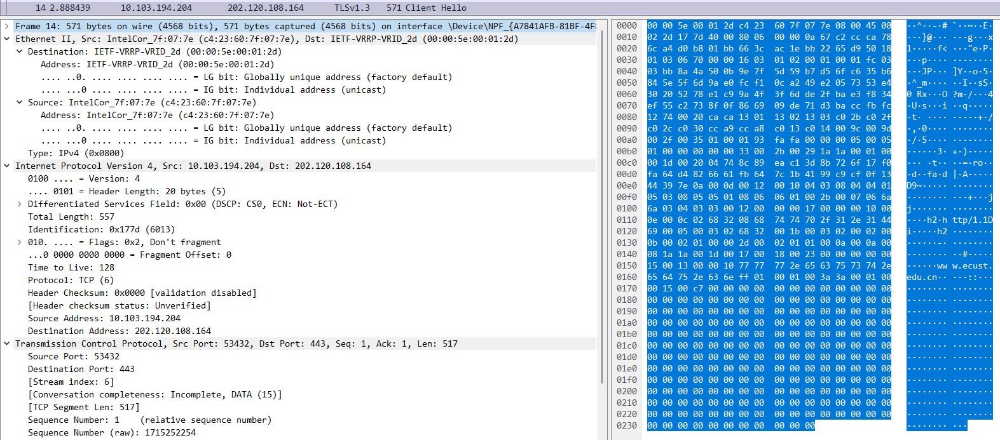 14 2.888439 10.103.194.204 202.120.108.164 TLSv1.3 571 Client Hello
Frame 14: 571 bytes on wire (4568 bits), 571 bytes captured (4568 bits) on interface \Device\NPF_{A7841AFB-81BF-4F
Ethernet II, Src: IntelCor_7f:07:7e (c4:23:60:7f:07:7e), Dst: IETF-VRRP-VRID_2d (00:00:5e:00:01:2d)
Destination: IETF-VRRP-VRID_2d (00:00:5e:00:01:2d)
Address: IETF-VRRP-VRID_2d (00:00:5e:00:01:2d)
.... ..0. .... .... .... .... = LG bit: Globally unique address (factory default)
.... ...0 .... .... .... .... = IG bit: Individual address (unicast)
Source: IntelCor_7f:07:7e (c4:23:60:7f:07:7e)
Address: IntelCor_7f:07:7e (c4:23:60:7f:07:7e)
.... ..0. .... .... .... .... = LG bit: Globally unique address (factory default)
.... ...0 .... .... .... .... = IG bit: Individual address (unicast)
Type: IPv4 (0x0800)
Internet Protocol Version 4, Src: 10.103.194.204, Dst: 202.120.108.164
0100 .... = Version: 4
.... 0101 = Header Length: 20 bytes (5)
Differentiated Services Field: 0x00 (DSCP: CS0, ECN: Not-ECT)
Total Length: 557
Identification: 0x177d (6013)
010. .... = Flags: 0x2, Don't fragment
...0 0000 0000 0000 = Fragment Offset: 0
Time to Live: 128
Protocol: TCP (6)
Header Checksum: 0x0000 [validation disabled]
[Header checksum status: Unverified]
Source Address: 10.103.194.204
Destination Address: 202.120.108.164
Transmission Control Protocol, Src Port: 53432, Dst Port: 443, Seq: 1, Ack: 1, Len: 517
Source Port: 53432
Destination Port: 443
[Stream index: 6]
[Conversation completeness: Incomplete, DATA (15)]
[TCP Segment Len: 517]
Sequence Number: 1 (relative sequence number)
Sequence Number (raw): 1715252254
0000 00 00 5e 00 01 2d c4 23 60 7f 07 7e 08 00 45 00 ··^··-·# `··~··E·
0010 02 2d 17 7d 40 00 80 06 00 00 0a 67 c2 cc ca 78 ·-·}@··· ···g···x
0020 6c a4 d0 b8 01 bb 66 3c ac 1e bb 22 65 d9 50 18 l·····f< ···"e·P·
0030 01 03 06 70 00 00 16 03 01 02 00 01 00 01 fc 03 ···p···· ········
0040 03 bb 8a 4a 50 0b 9e 7f 5d 59 b7 d5 6f c6 35 b6 ···JP··· ]Y··o·5·
0050 84 5e 5f 6d 9a e0 fc f1 0c a2 49 e2 05 73 53 e4 ·^_m···· ··I··sS·
0060 30 20 52 78 e1 c9 9a 4f 3f 6d de 2f ba e3 f8 34 0 Rx···O ?m·/···4
0070 ef 55 c2 73 8f 0f 86 69 09 de 71 d3 ba cc fb fc ·U·s···i ··q·····
0080 12 74 00 20 ca ca 13 01 13 02 13 03 c0 2b c0 2f ·t· ···· ·····+·/
0090 c0 2c c0 30 cc a9 cc a8 c0 13 c0 14 00 9c 00 9d ·,·0···· ········
00a0 00 2f 00 35 01 00 01 93 fa fa 00 00 00 05 00 05 ·/·5···· ········
00b0 01 00 00 00 00 00 33 00 2b 00 29 1a 1a 00 01 00 ······3· +·)·····
00c0 00 1d 00 20 04 74 8c 89 ea c1 3d 8b 72 6f 17 f0 ··· ·t·· ··=·ro··
00d0 fa 64 d4 82 66 61 fb 64 7c 1b 41 99 c9 cf 0f 13 ·d··fa·d |·A·····
00e0 44 39 7e 0a 00 0d 00 12 00 10 04 03 08 04 04 01 D9~····· ········
00f0 05 03 08 05 05 01 08 06 06 01 00 2b 00 07 06 6a ········ ···+···j
0100 6a 03 04 03 03 00 12 00 00 00 17 00 00 00 10 00 j······· ········
0110 0e 00 0c 02 68 32 08 68 74 74 70 2f 31 2e 31 44 ····h2·h ttp/1.1D
0120 69 00 05 00 03 02 68 32 00 1b 00 03 02 00 02 00 i·····h2 ········
0130 0b 00 02 01 00 00 2d 00 02 01 01 00 0a 00 0a 00 ······-· ········
0140 08 1a 1a 00 1d 00 17 00 18 00 23 00 00 00 00 00 ········ ··#·····
0150 15 00 13 00 00 10 77 77 77 2e 65 63 75 73 74 2e ······ww w.ecust.
0160 65 64 75 2e 63 6e ff 01 00 01 00 3a 3a 00 01 00 edu.cn·· ···::···
0170 00 15 00 c7 00 00 00 00 00 00 00 00 00 00 00 00 ········ ········
0180 00 00 00 00 00 00 00 00 00 00 00 00 00 00 00 00 ········ ········
0190 00 00 00 00 00 00 00 00 00 00 00 00 00 00 00 00 ········ ········
01a0 00 00 00 00 00 00 00 00 00 00 00 00 00 00 00 00 ········ ········
01b0 00 00 00 00 00 00 00 00 00 00 00 00 00 00 00 00 ········ ········
01c0 00 00 00 00 00 00 00 00 00 00 00 00 00 00 00 00 ········ ········
01d0 00 00 00 00 00 00 00 00 00 00 00 00 00 00 00 00 ········ ········
01e0 00 00 00 00 00 00 00 00 00 00 00 00 00 00 00 00 ········ ········
01f0 00 00 00 00 00 00 00 00 00 00 00 00 00 00 00 00 ········ ········
0200 00 00 00 00 00 00 00 00 00 00 00 00 00 00 00 00 ········ ········
0210 00 00 00 00 00 00 00 00 00 00 00 00 00 00 00 00 ········ ········
0220 00 00 00 00 00 00 00 00 00 00 00 00 00 00 00 00 ········ ········
0230 00 00 00 00 00 00 00 00 00 00 00 ········ ···